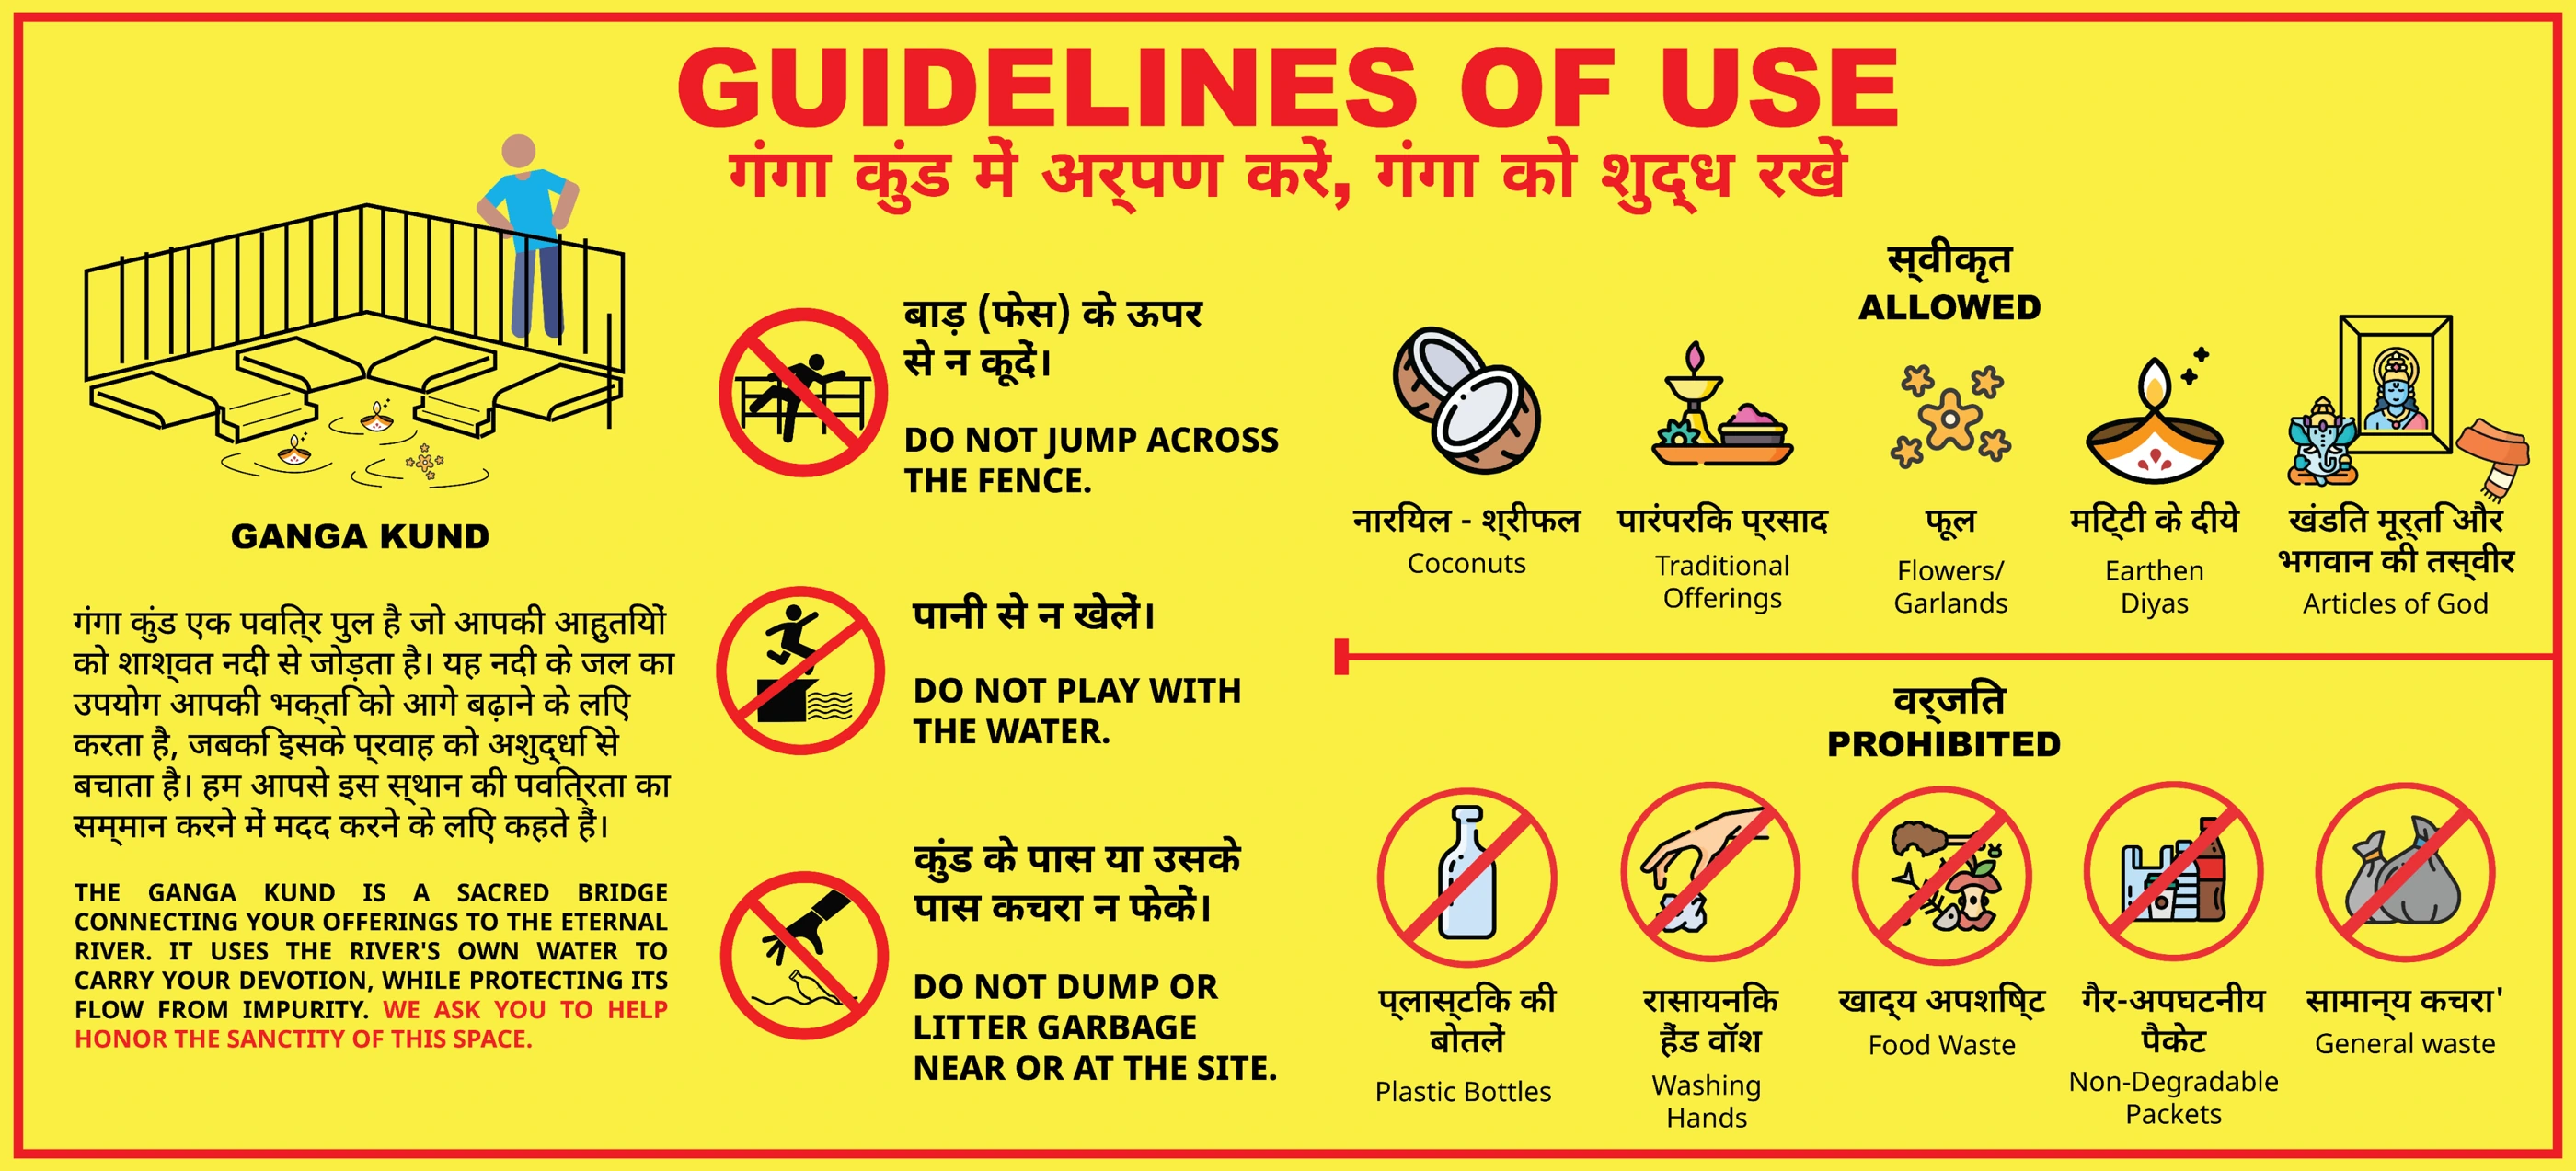 GUIDELINES OF USE
गंगा कुंड में अर्पण करें, गंगा को शुद्ध रखें
GANGA KUND
गंगा कुंड एक पवित्र पुल है जो आपकी आहुतियों
को शाश्वत नदी से जोड़ता है। यह नदी के जल का
उपयोग आपकी भक्ति को आगे बढ़ाने के लिए
करता है, जबकि इसके प्रवाह को अशुद्धि से
बचाता है। हम आपसे इस स्थान की पवित्रता का
सम्मान करने में मदद करने के लिए कहते हैं।
THE GANGA KUND IS A SACRED BRIDGE
CONNECTING YOUR OFFERINGS TO THE ETERNAL
RIVER. IT USES THE RIVER'S OWN WATER TO
CARRY YOUR DEVOTION, WHILE PROTECTING ITS
FLOW FROM IMPURITY. WE ASK YOU TO HELP
HONOR THE SANCTITY OF THIS SPACE.
बाड़ (फेस) के ऊपर
से न कूदें।
DO NOT JUMP ACROSS
THE FENCE.
पानी से न खेलें।
DO NOT PLAY WITH
THE WATER.
कुंड के पास या उसके
पास कचरा न फेकें।
DO NOT DUMP OR
LITTER GARBAGE
NEAR OR AT THE SITE.
स्वीकृत
ALLOWED
नारियल - श्रीफल
Coconuts
पारंपरिक प्रसाद
Traditional
Offerings
फूल
Flowers/
Garlands
मिट्टी के दीये
Earthen
Diyas
खंडित मूर्ति और
भगवान की तस्वीर
Articles of God
वर्जित
PROHIBITED
प्लास्टिक की
बोतलें
Plastic Bottles
रासायनिक
हैंड वॉश
Washing
Hands
खाद्य अपशिष्ट
Food Waste
गैर-अपघटनीय
पैकेट
Non-Degradable
Packets
सामान्य कचरा'
General waste